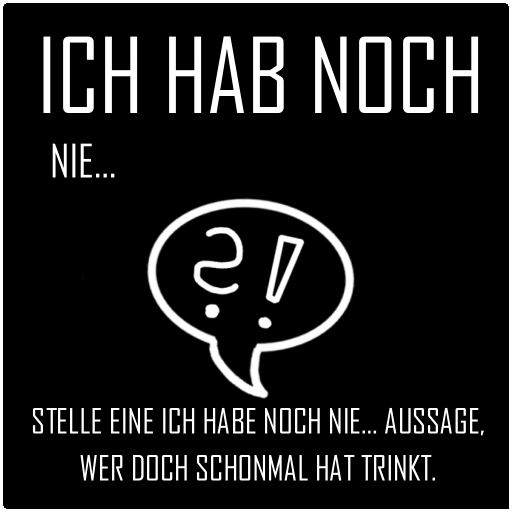 ICH HAB NOCH
NIE...
?!
STELLE EINE ICH HABE NOCH NIE... AUSSAGE,
WER DOCH SCHONMAL HAT TRINKT.